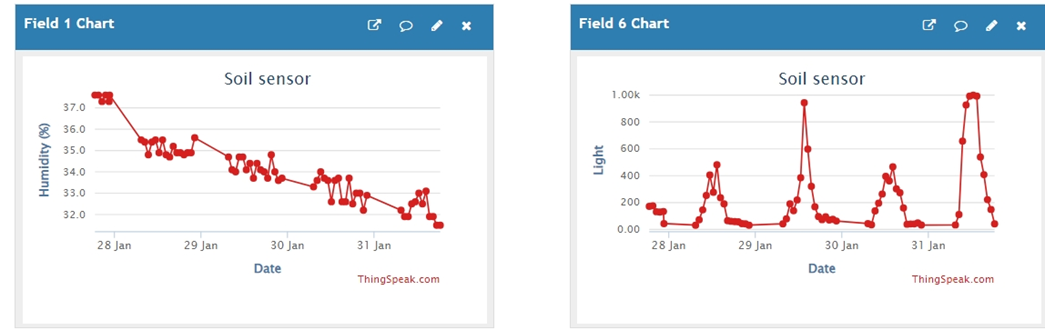 Field 1 Chart
Soil sensor
Humidity (%)
37.0
36.0
35.0
34.0
33.0
32.0
28 Jan
29 Jan
30 Jan
31 Jan
Date
ThingSpeak.com
Field 6 Chart
Soil sensor
Light
1.00k
800
600
400
200
0.00
28 Jan
29 Jan
30 Jan
31 Jan
Date
ThingSpeak.com